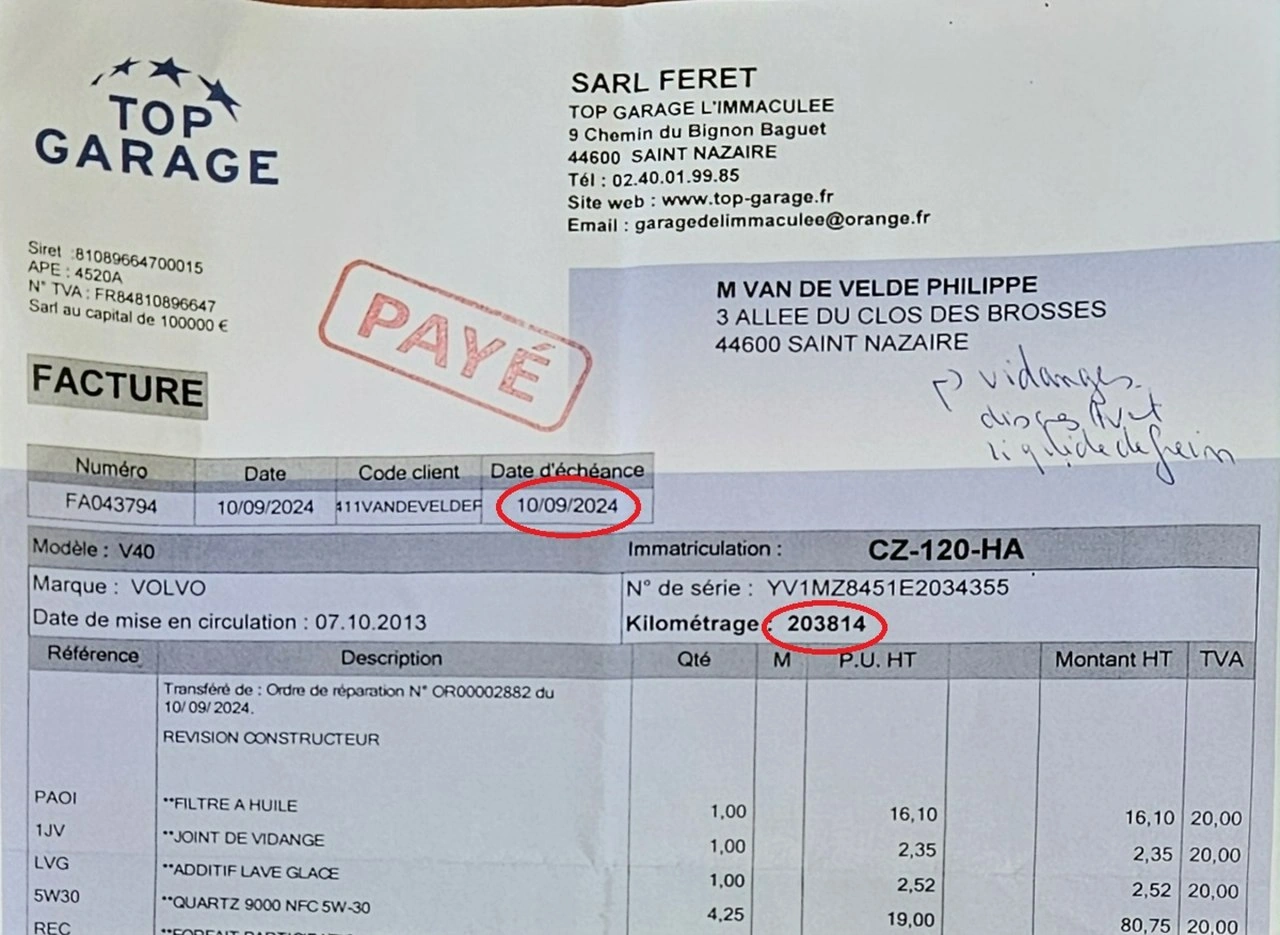 TOP
GARAGE
SARL FERET
TOP GARAGE L'IMMACULEE
9 Chemin du Bignon Baguet
44600 SAINT NAZAIRE
Tél : 02.40.01.99.85
Site web : www.top-garage.fr
Email : garagedelimmaculee@orange.fr
Siret :81089664700015
APE : 4520A
N° TVA : FR84810896647
Sarl au capital de 100000 €
PAYÉ
M VAN DE VELDE PHILIPPE
3 ALLEE DU CLOS DES BROSSES
44600 SAINT NAZAIRE
vidanges
disques
liquide de frein
FACTURE
Numéro Date Code client Date d'échéance
FA043794 10/09/2024 411VANDEVELDEF 10/09/2024
Modèle : V40 Immatriculation : CZ-120-HA
Marque : VOLVO N° de série : YV1MZ8451E2034355
Date de mise en circulation : 07.10.2013 Kilométrage : 203814
Référence Description Qté M P.U. HT Montant HT TVA
Transféré de : Ordre de réparation N° OR00002882 du
10/09/2024.
REVISION CONSTRUCTEUR
PAOI **FILTRE A HUILE 1,00 16,10 16,10 20,00
1JV **JOINT DE VIDANGE 1,00 2,35 2,35 20,00
LVG **ADDITIF LAVE GLACE 1,00 2,52 2,52 20,00
5W30 **QUARTZ 9000 NFC 5W-30 4,25 19,00 80,75 20,00
REC